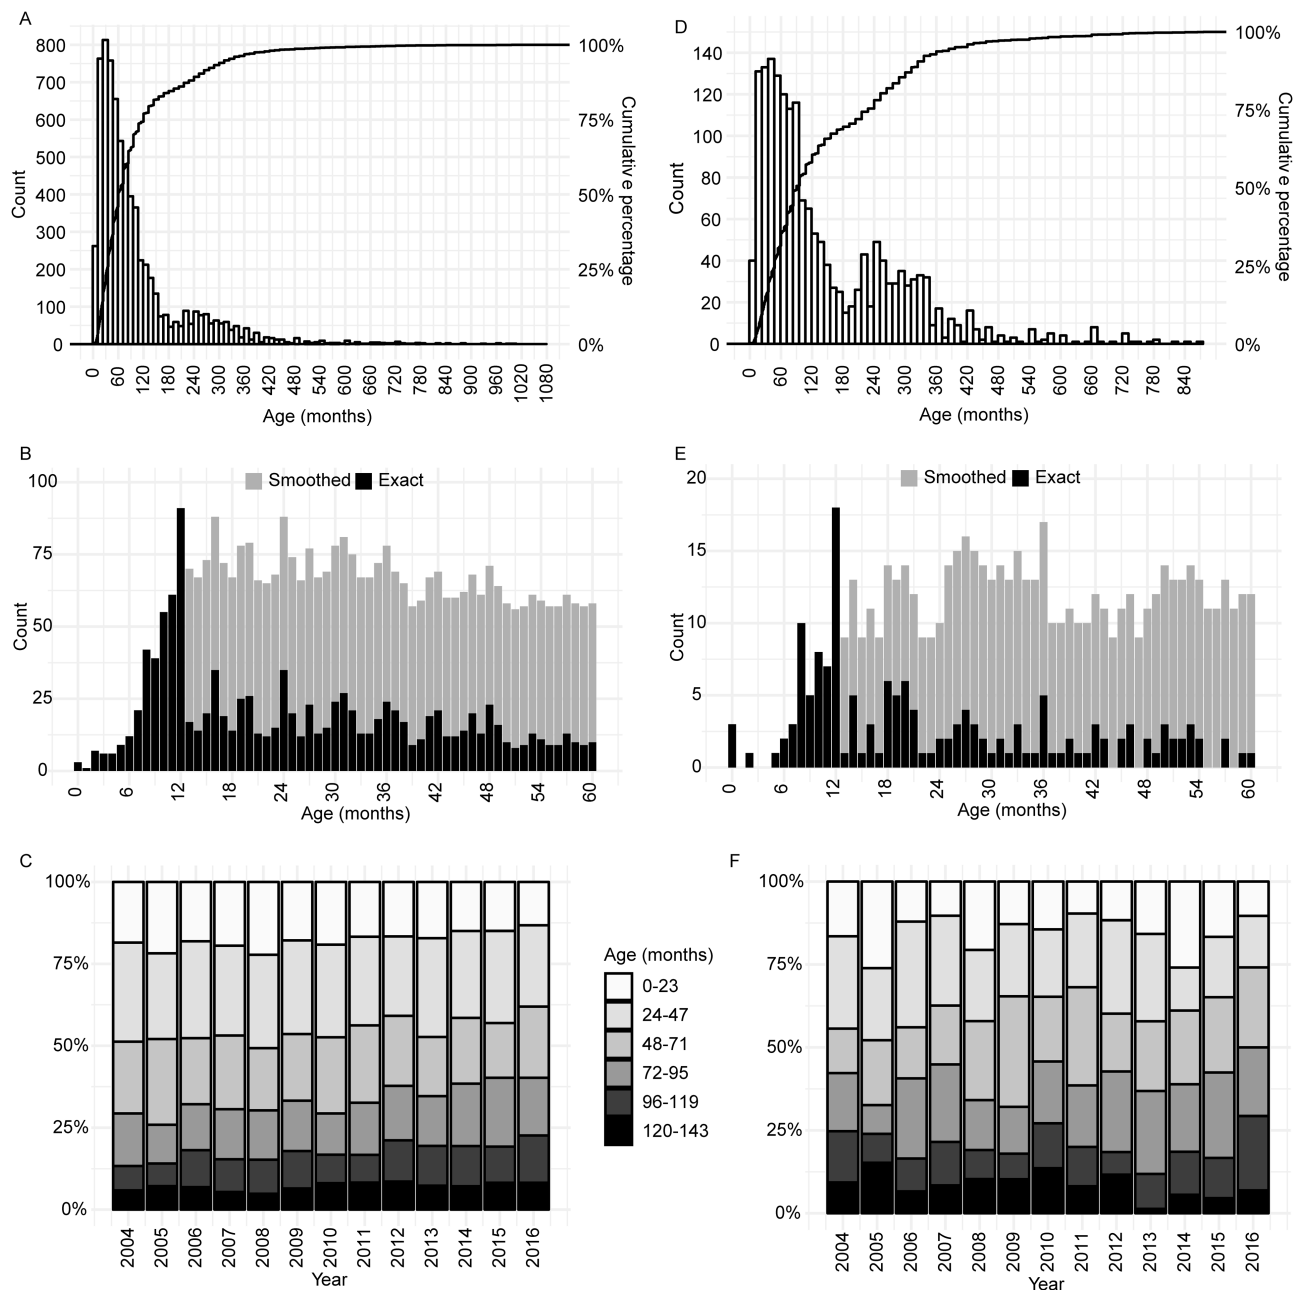 A
800
700
600
500
400
300
200
100
0
Count
100%
75%
50%
25%
0%
Cumulative percentage
0 60 120 180 240 300 360 420 480 540 600 660 720 780 840 900 960 1020 1080
Age (months)
D
140
120
100
80
60
40
20
0
Count
100%
75%
50%
25%
0%
Cumulative percentage
0 60 120 180 240 300 360 420 480 540 600 660 720 780 840
Age (months)
B
Smoothed Exact
100
75
50
25
0
Count
0 6 12 18 24 30 36 42 48 54 60
Age (months)
E
Smoothed Exact
20
15
10
5
0
Count
0 6 12 18 24 30 36 42 48 54 60
Age (months)
C
100%
75%
50%
25%
0%
2004 2005 2006 2007 2008 2009 2010 2011 2012 2013 2014 2015 2016
Year
Age (months)
0-23
24-47
48-71
72-95
96-119
120-143
F
100%
75%
50%
25%
0%
2004 2005 2006 2007 2008 2009 2010 2011 2012 2013 2014 2015 2016
Year